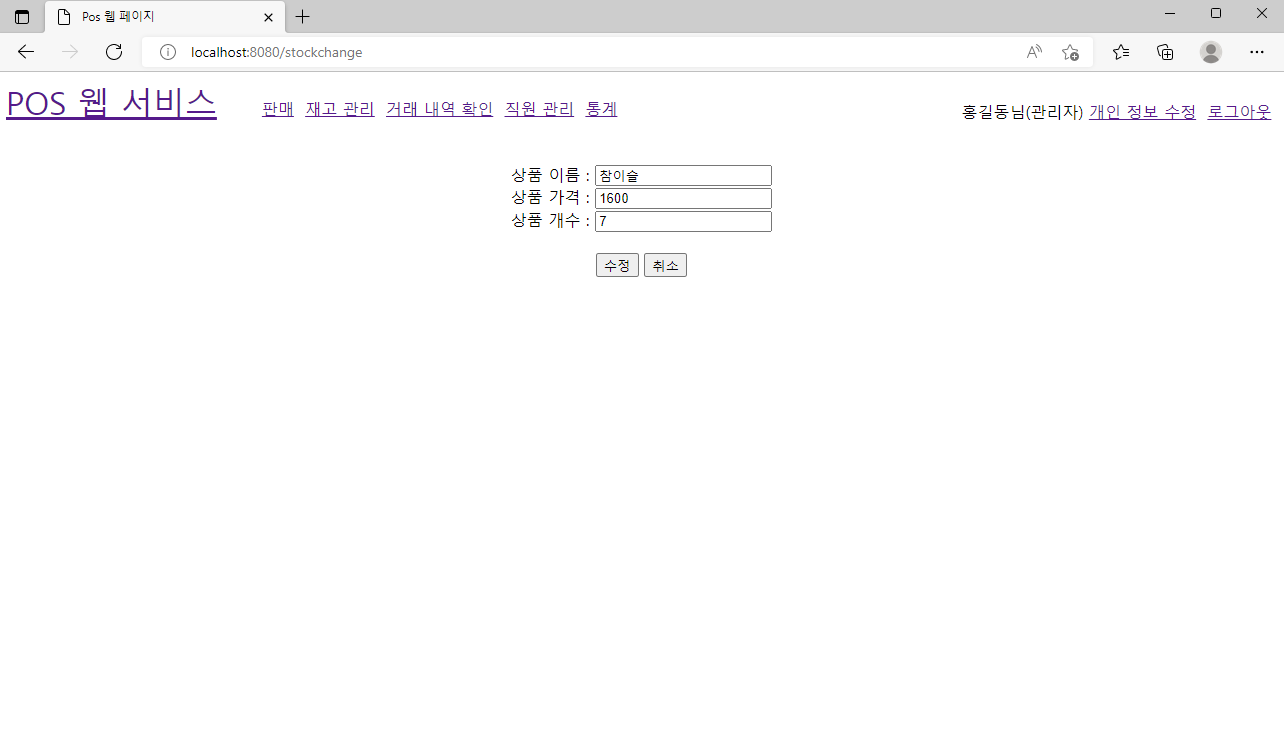 Pos 웹 페이지
localhost:8080/stockchange
POS 웹 서비스 판매 재고 관리 거래 내역 확인 직원 관리 통계 홍길동님(관리자) 개인 정보 수정 로그아웃
상품 이름 : 참이슬
상품 가격 : 1600
상품 개수 : 7
수정 취소